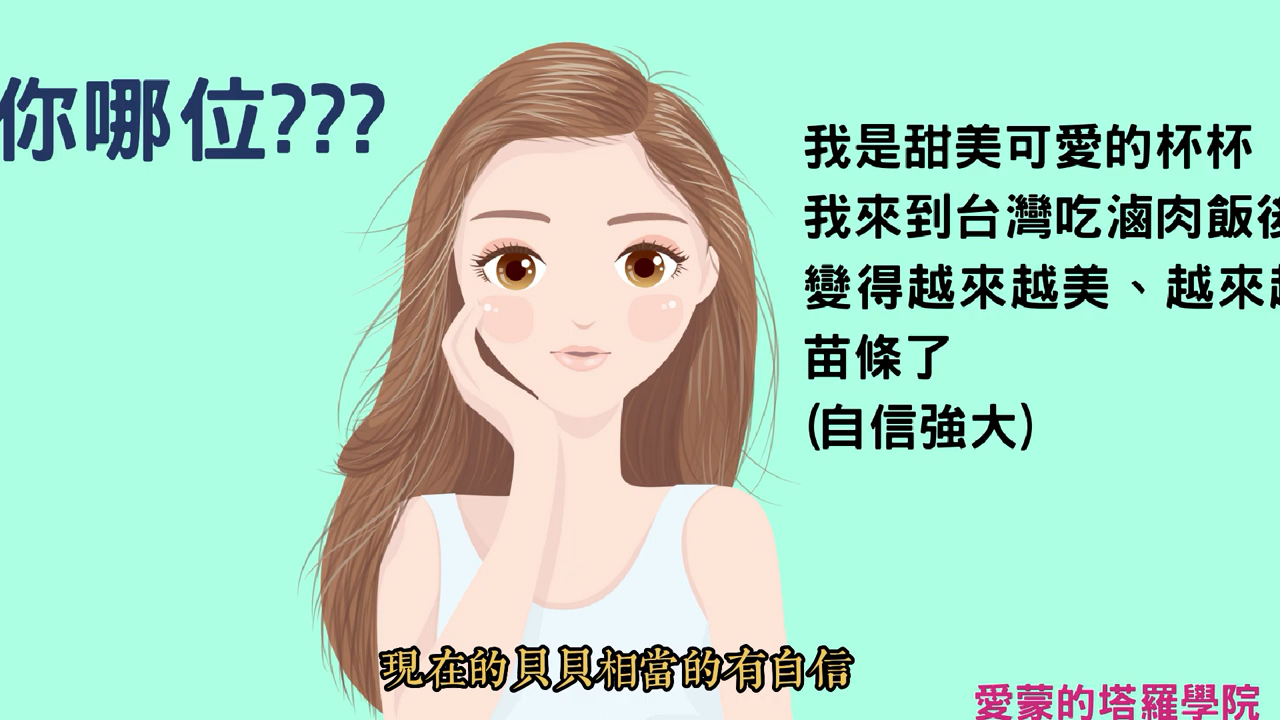 你哪位???
我是甜美可愛的杯杯
我來到台灣吃滷肉飯後
變得越來越美、越來越
苗條了
(自信強大)
現在的貝貝相當的有自信
愛蒙的塔羅學院